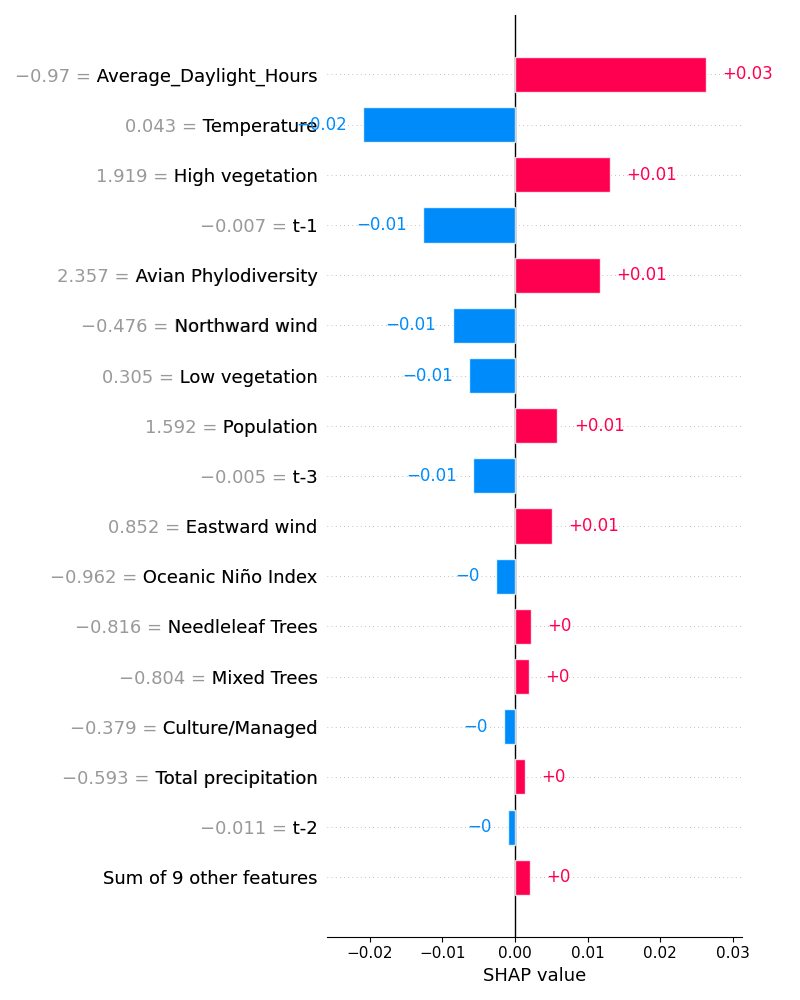 −0.97 = Average_Daylight_Hours +0.03
0.043 = Temperature −0.02
1.919 = High vegetation +0.01
−0.007 = t-1 −0.01
2.357 = Avian Phylodiversity +0.01
−0.476 = Northward wind −0.01
0.305 = Low vegetation −0.01
1.592 = Population +0.01
−0.005 = t-3 −0.01
0.852 = Eastward wind +0.01
−0.962 = Oceanic Niño Index −0
−0.816 = Needleleaf Trees +0
−0.804 = Mixed Trees +0
−0.379 = Culture/Managed −0
−0.593 = Total precipitation +0
−0.011 = t-2 −0
Sum of 9 other features +0
−0.02 −0.01 0.00 0.01 0.02 0.03
SHAP value